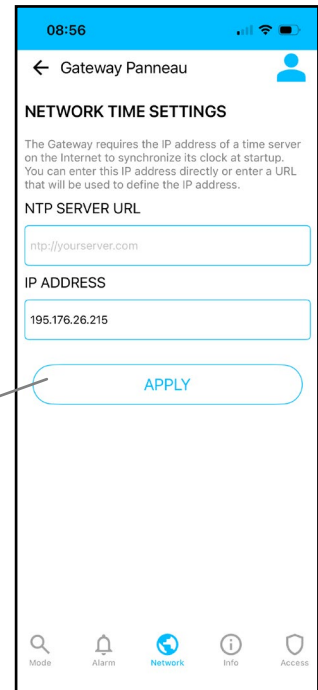 08:56
Gateway Panneau
NETWORK TIME SETTINGS
The Gateway requires the IP address of a time server
on the Internet to synchronize its clock at startup.
You can enter this IP address directly or enter a URL
that will be used to define the IP address.
NTP SERVER URL
ntp://yourserver.com
IP ADDRESS
195.176.26.215
APPLY
Mode Alarm Network Info Access